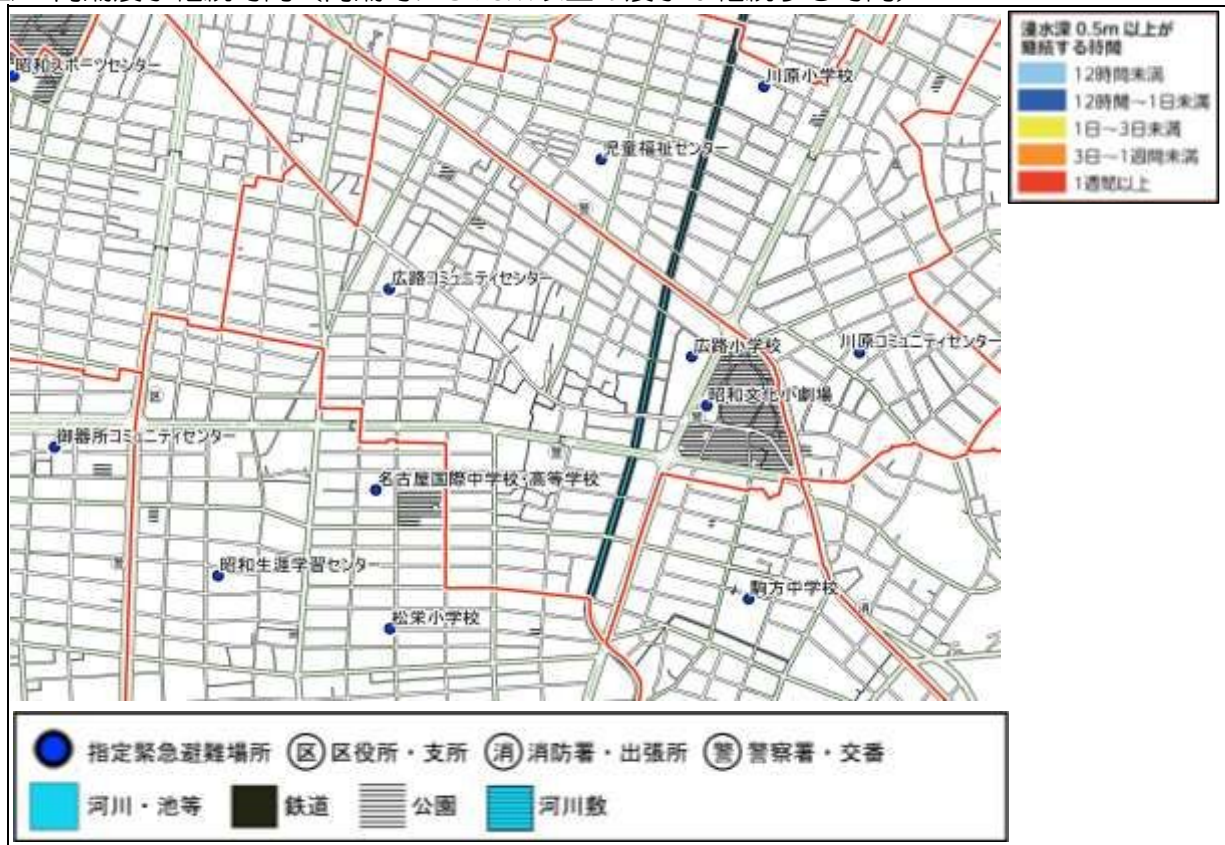 浸水深 0.5m 以上が
継続する時間
12時間未満
12時間～1日未満
1日～3日未満
3日～1週間未満
1週間以上
昭和スポーツセンター
川原小学校
児童福祉センター
広路コミュニティセンター
広路小学校
川原コミュニティセンター
昭和文化小劇場
区
御器所コミュニティセンター
名古屋国際中学校・高等学校
昭和生涯学習センター
駒方中学校
消
松栄小学校
指定緊急避難場所
区 区役所・支所
消 消防署・出張所
警 警察署・交番
河川・池等
鉄道
公園
河川敷